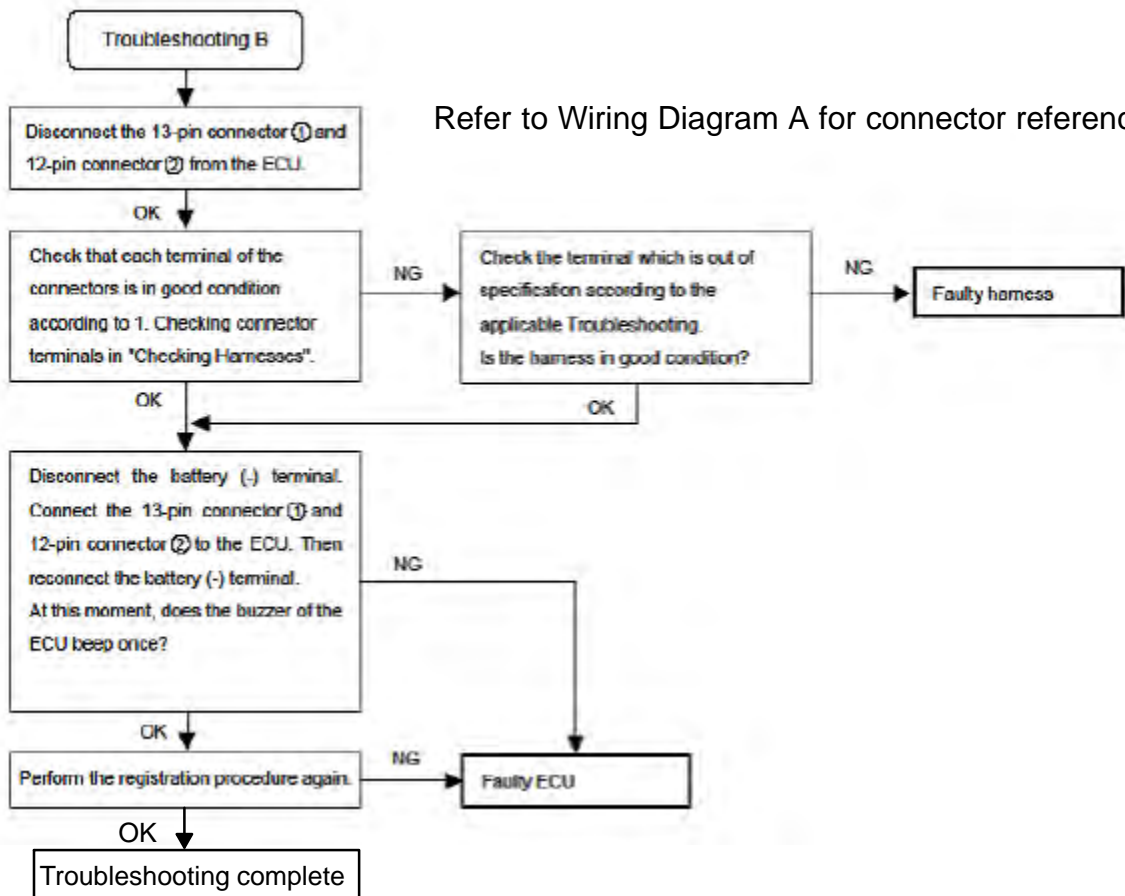 Troubleshooting B
Refer to Wiring Diagram A for connector referenc
Disconnect the 13-pin connector ① and
12-pin connector ② from the ECU.
OK
Check that each terminal of the
connectors is in good condition
according to 1. Checking connector
terminals in "Checking Harnesses".
NG
Check the terminal which is out of
specification according to the
applicable Troubleshooting.
Is the harness in good condition?
NG
Faulty harness
OK
OK
Disconnect the battery (-) terminal.
Connect the 13-pin connector ① and
12-pin connector ② to the ECU. Then
reconnect the battery (-) terminal.
At this moment, does the buzzer of the
ECU beep once?
NG
OK
Perform the registration procedure again.
NG
Faulty ECU
OK
Troubleshooting complete